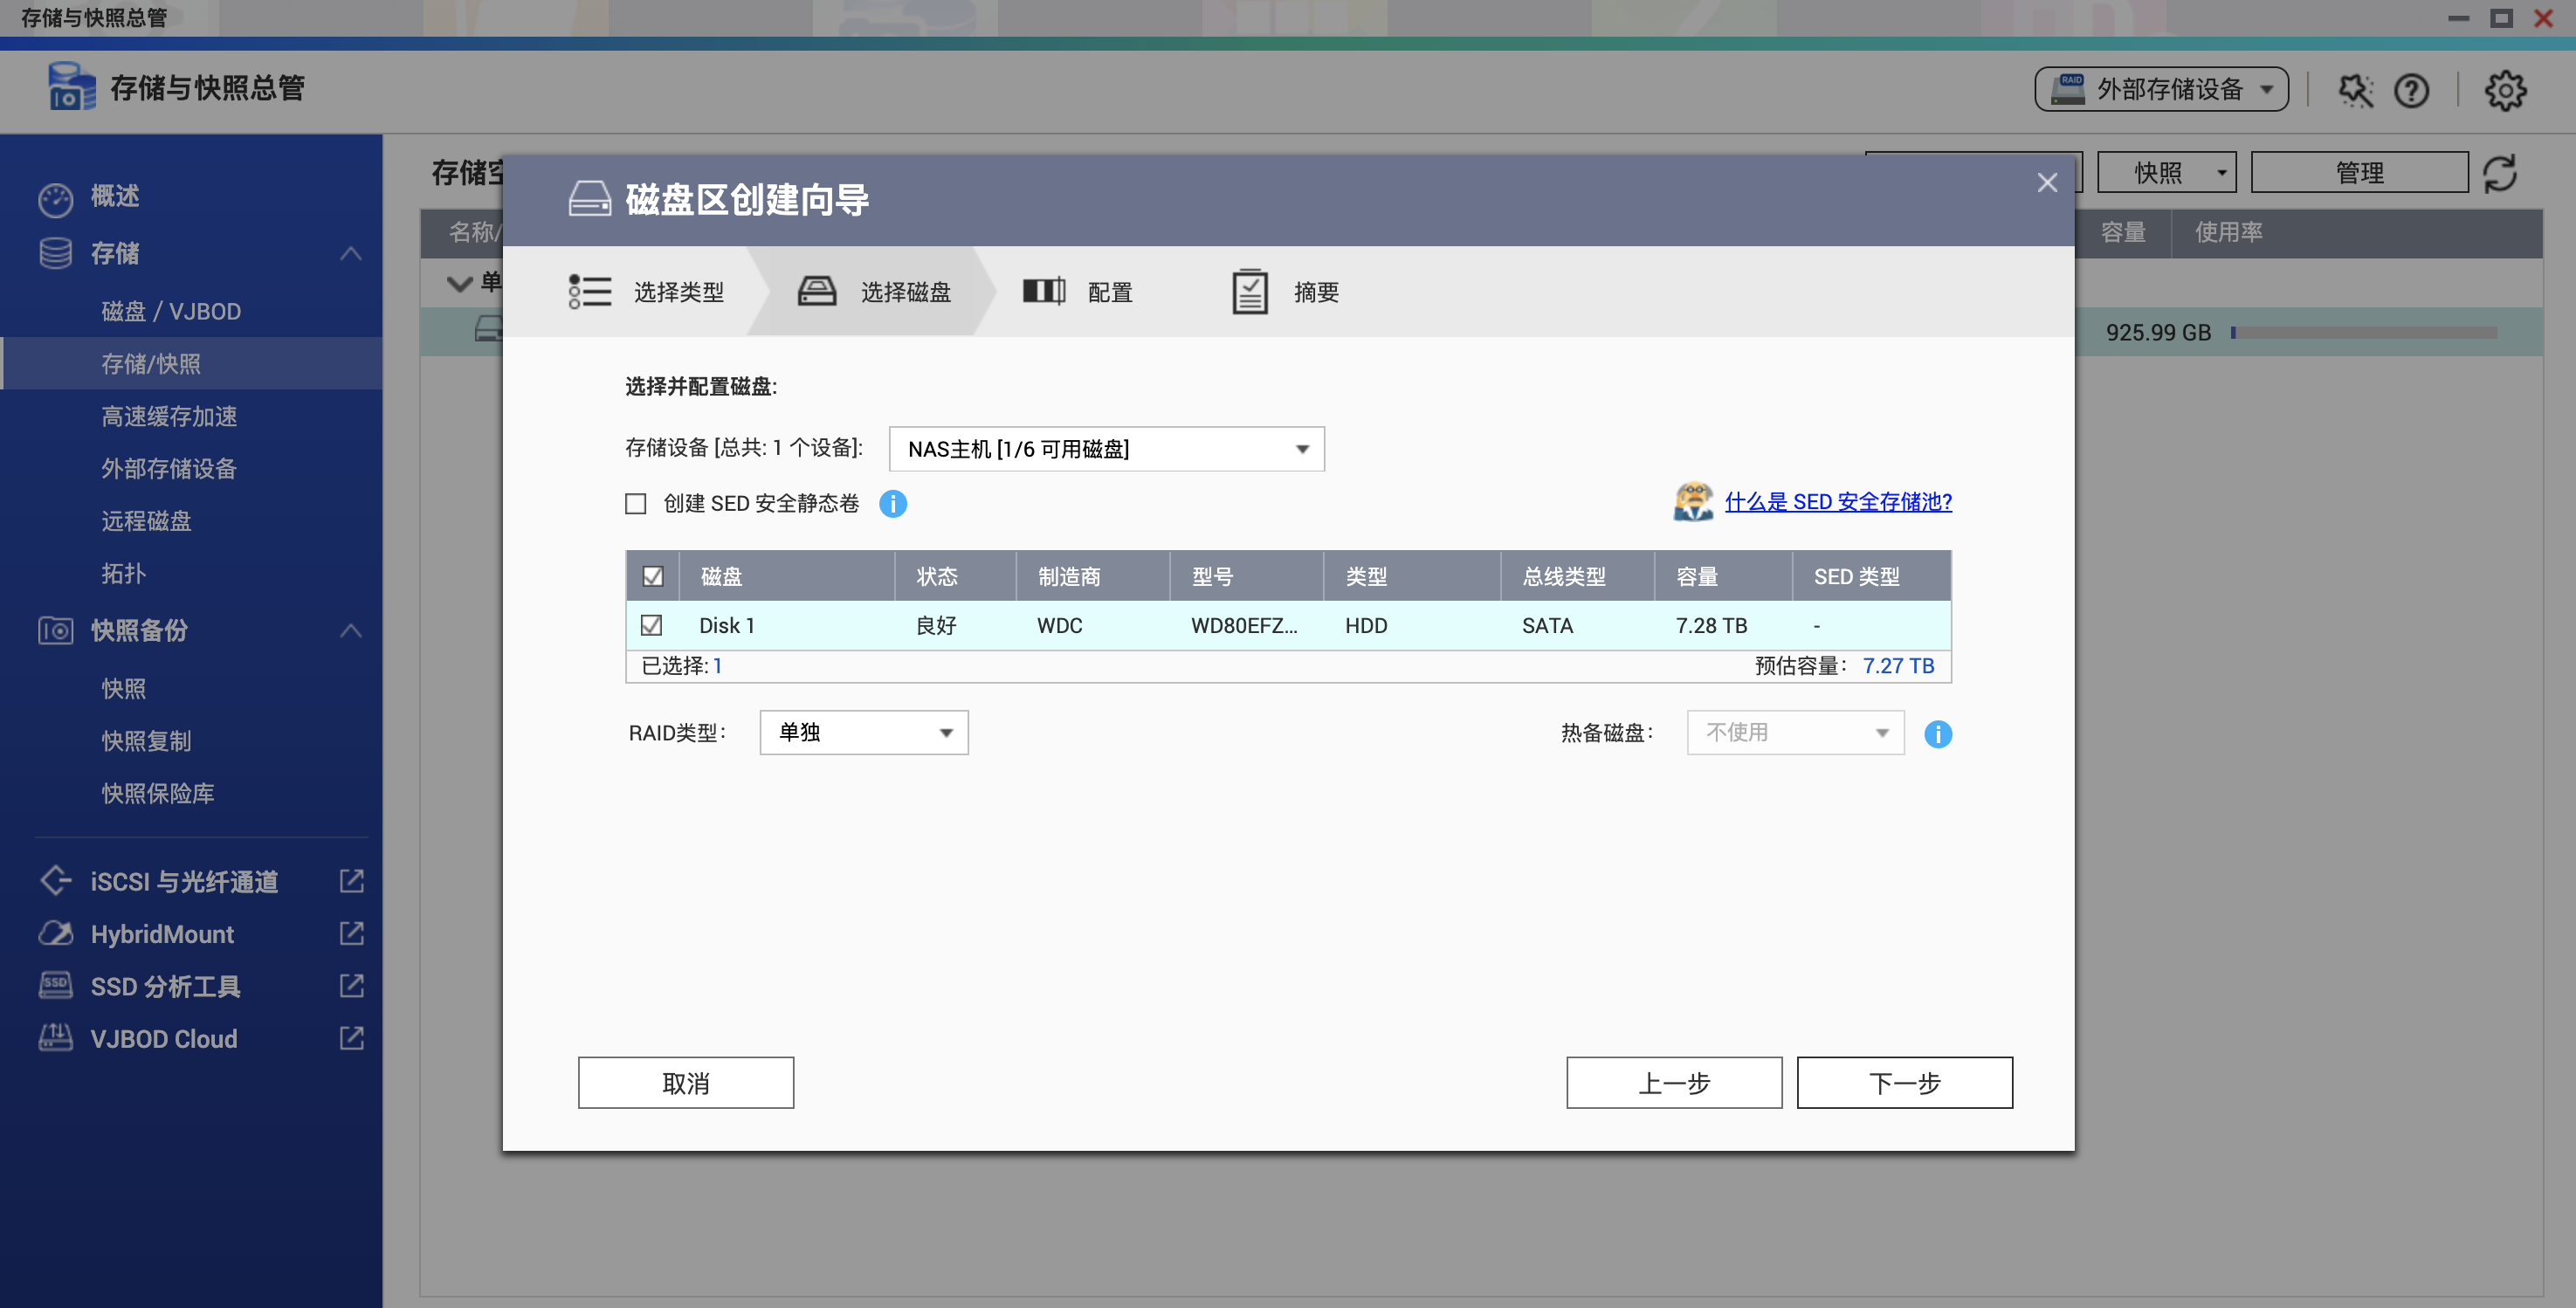 存储与快照总管
存储与快照总管
外部存储设备
概述
存储
磁盘 / VJBOD
存储/快照
高速缓存加速
外部存储设备
远程磁盘
拓扑
快照备份
快照
快照复制
快照保险库
iSCSI 与光纤通道
HybridMount
SSD 分析工具
VJBOD Cloud
快照
管理
名称/
容量
使用率
单
925.99 GB
磁盘区创建向导
选择类型
选择磁盘
配置
摘要
选择并配置磁盘:
存储设备 [总共: 1 个设备]:
NAS主机 [1/6 可用磁盘]
创建 SED 安全静态卷
什么是 SED 安全存储池?
磁盘 状态 制造商 型号 类型 总线类型 容量 SED 类型
Disk 1 良好 WDC WD80EFZ... HDD SATA 7.28 TB -
已选择: 1 预估容量: 7.27 TB
RAID类型: 单独 热备磁盘: 不使用
取消 上一步 下一步